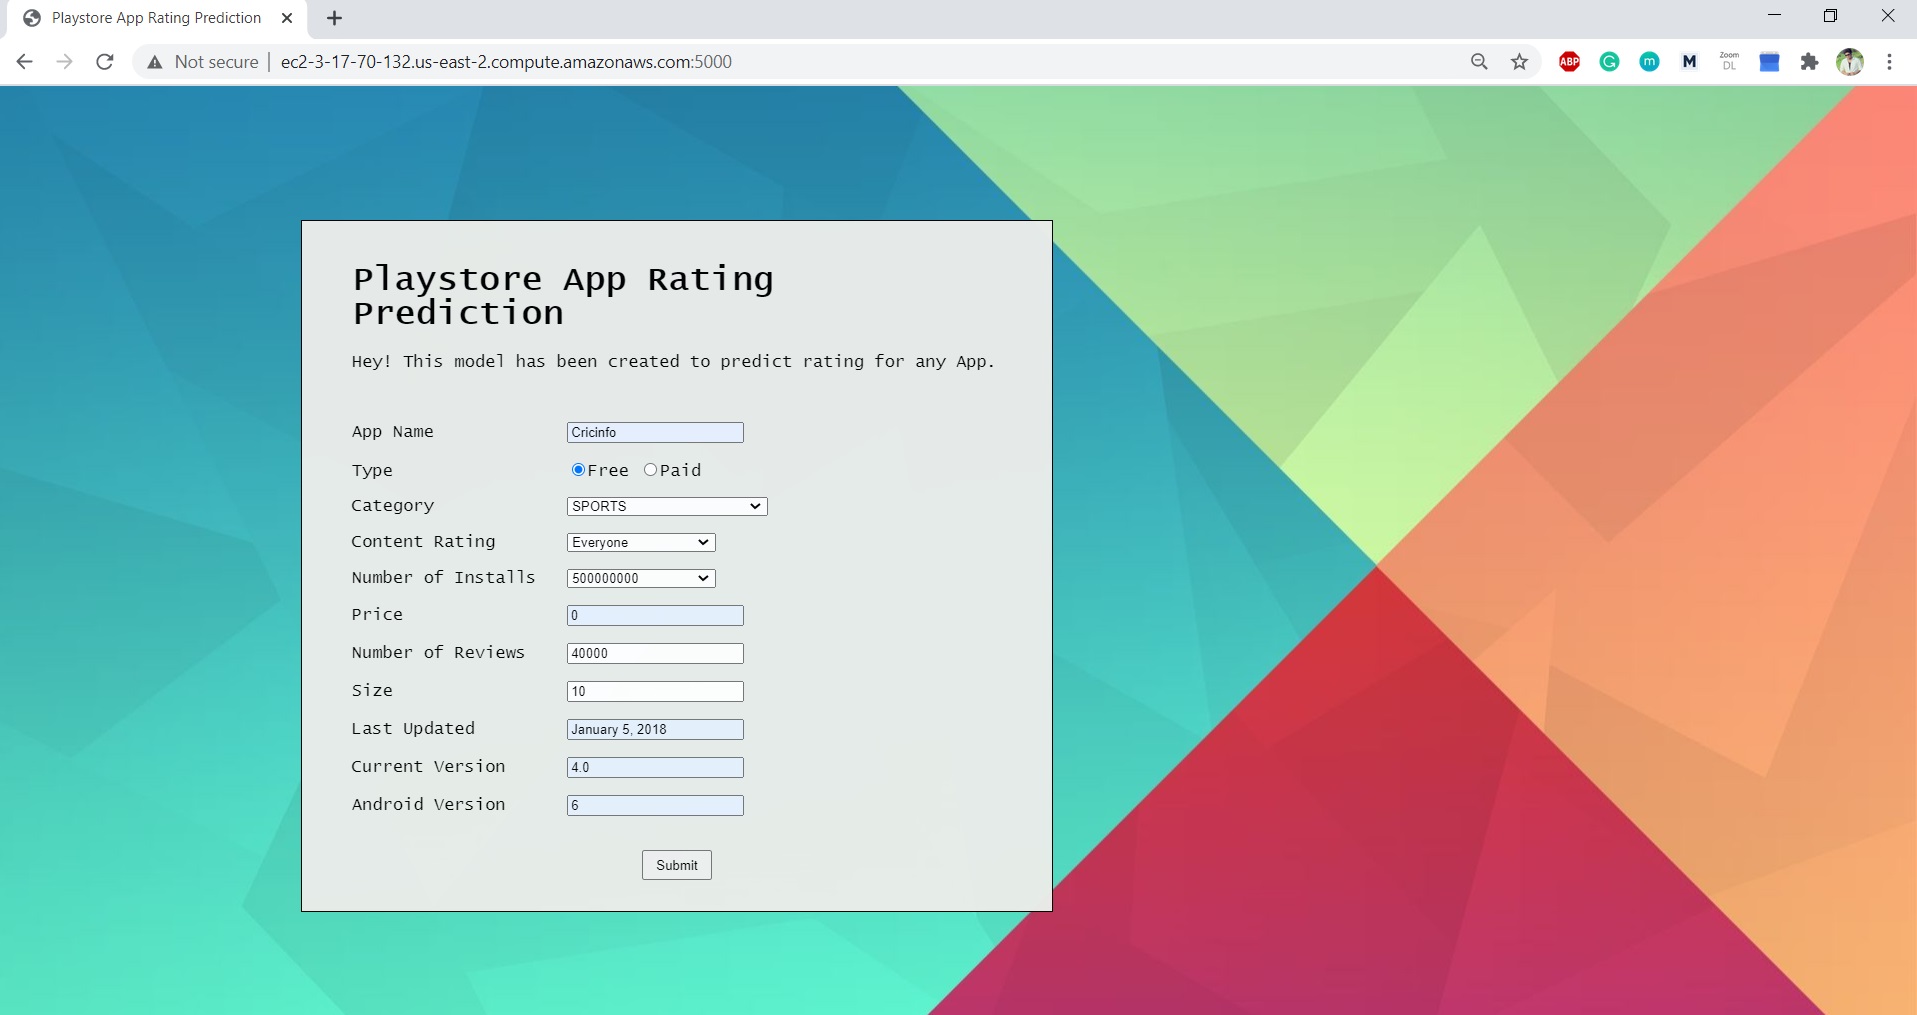 Playstore App Rating Prediction
Not secure | ec2-3-17-70-132.us-east-2.compute.amazonaws.com:5000
ABP
G
m
M
Zoom
DL
Playstore App Rating
Prediction
Hey! This model has been created to predict rating for any App.
App Name Cricinfo
Type Free Paid
Category SPORTS
Content Rating Everyone
Number of Installs 500000000
Price 0
Number of Reviews 40000
Size 10
Last Updated January 5, 2018
Current Version 4.0
Android Version 6
Submit